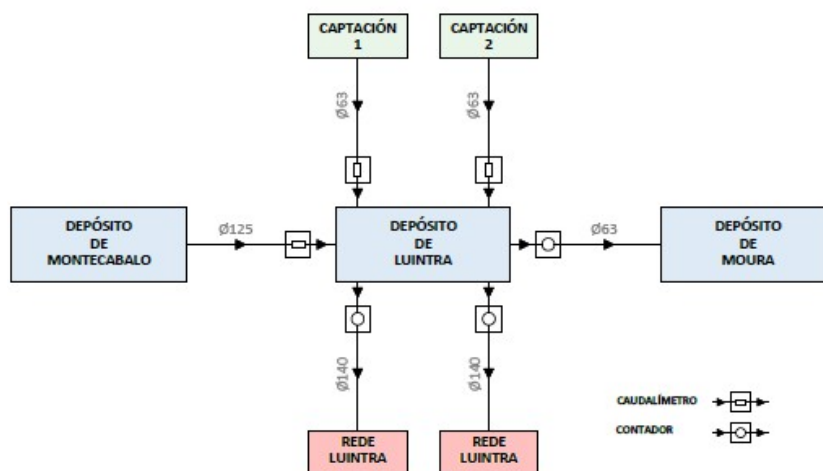 CAPTACIÓN
1
CAPTACIÓN
2
Ø63
Ø63
DEPÓSITO
DE
MONTECABALO
Ø125
DEPÓSITO
DE
LUINTRA
Ø63
DEPÓSITO
DE
MOURA
Ø140
Ø140
CAUDALÍMETRO
CONTADOR
REDE
LUINTRA
REDE
LUINTRA